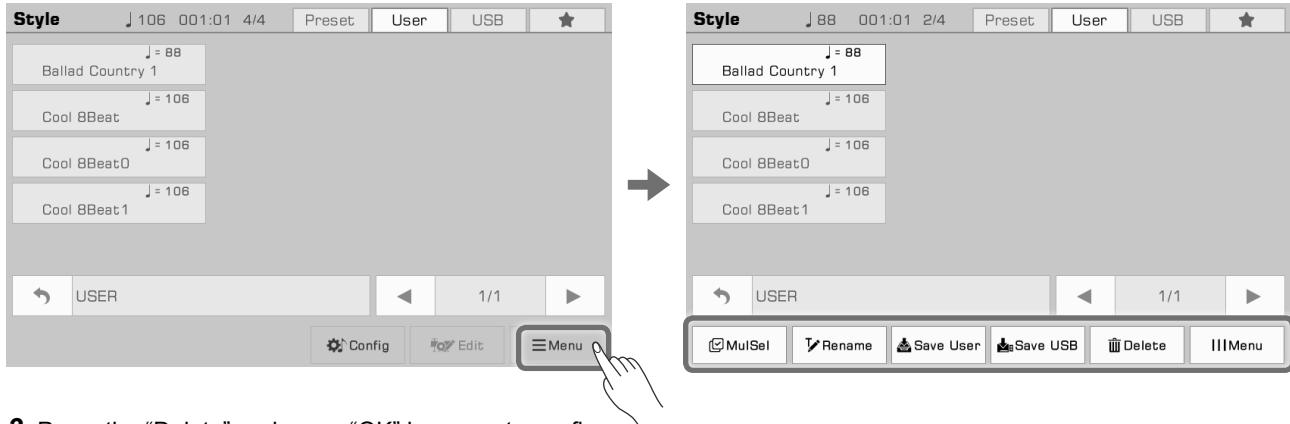 Style ♩ 106 001:01 4/4 Preset User USB ★
♩ = 88
Ballad Country 1
♩ = 106
Cool 8Beat
♩ = 106
Cool 8Beat0
♩ = 106
Cool 8Beat1
USER 1/1
Config Edit Menu
Style ♩ 88 001:01 2/4 Preset User USB ★
♩ = 88
Ballad Country 1
♩ = 106
Cool 8Beat
♩ = 106
Cool 8Beat0
♩ = 106
Cool 8Beat1
USER 1/1
MulSel Rename Save User Save USB Delete Menu